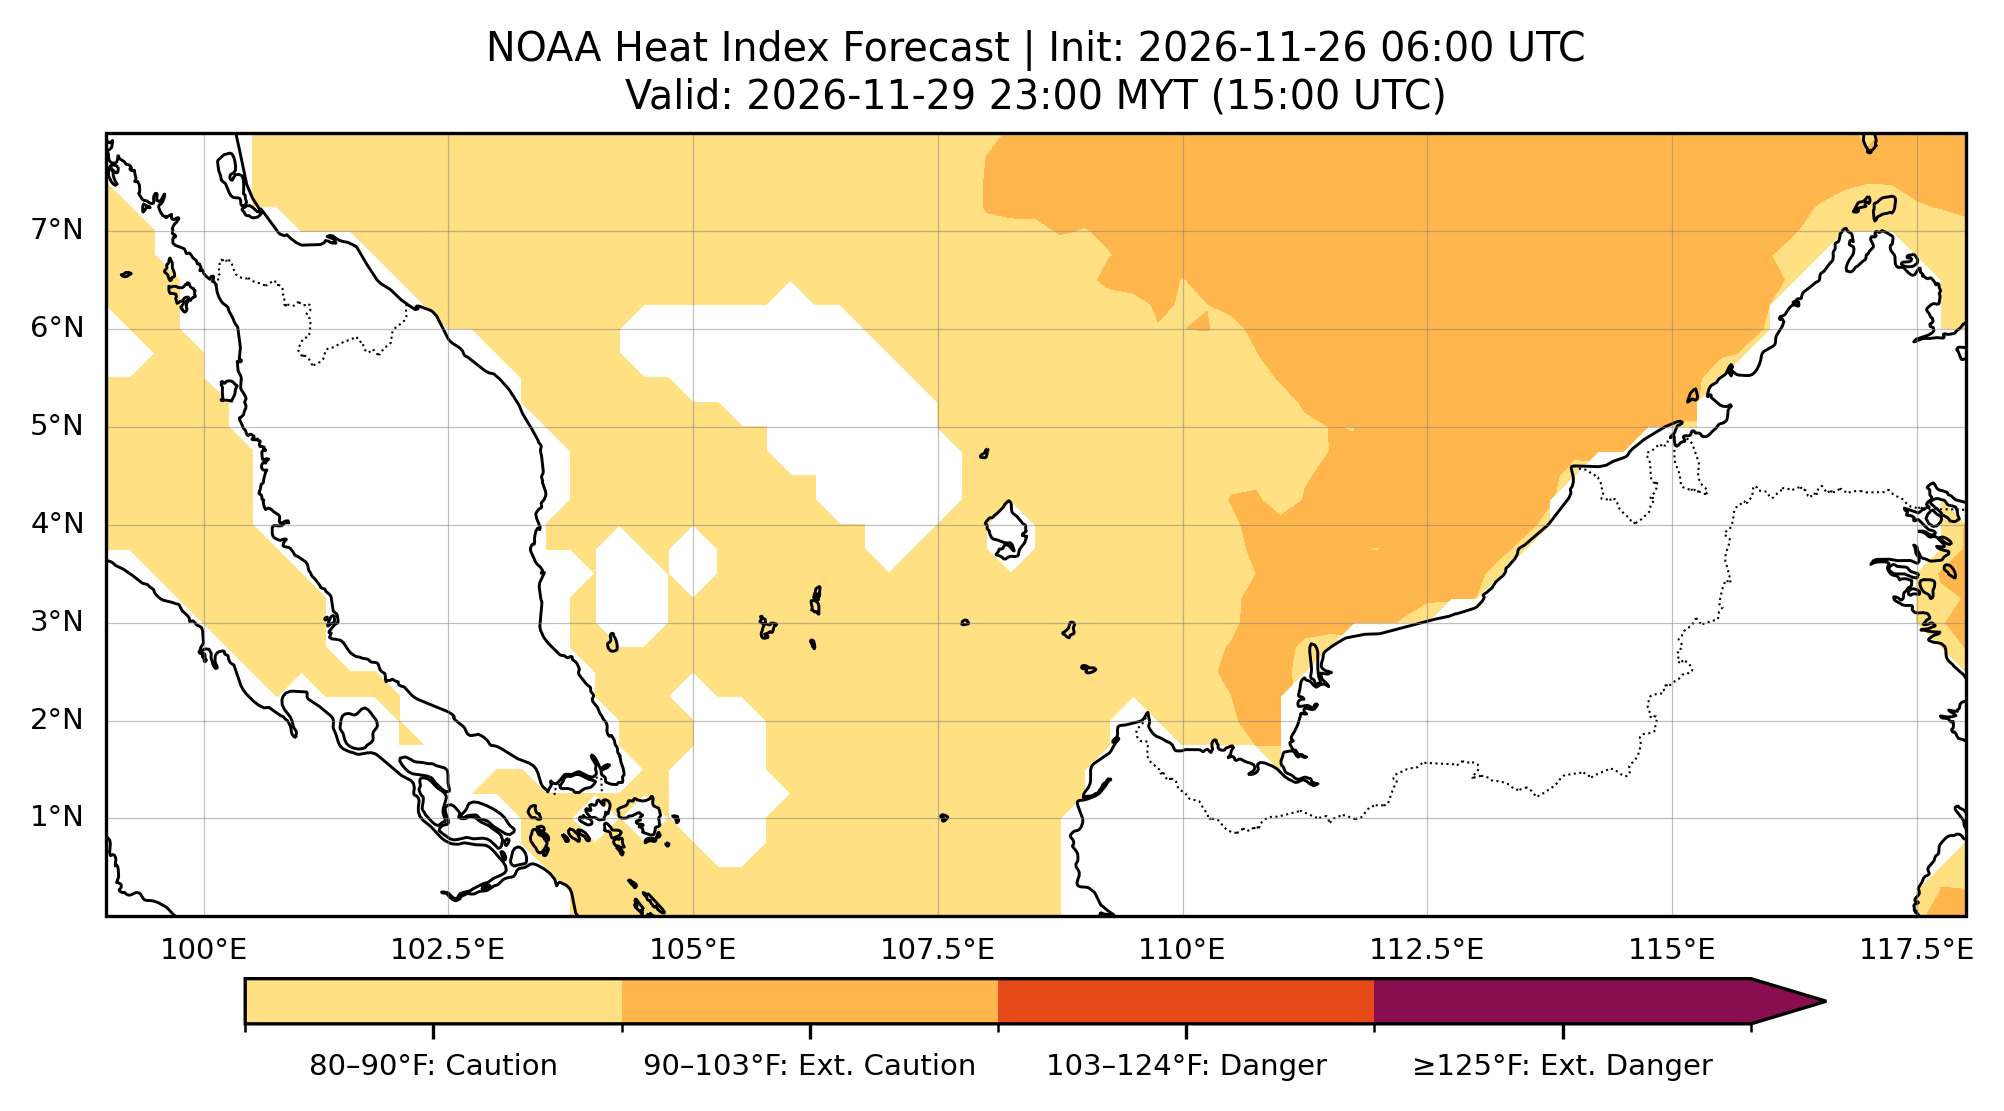 NOAA Heat Index Forecast | Init: 2026-11-26 06:00 UTC
Valid: 2026-11-29 23:00 MYT (15:00 UTC)
7°N
6°N
5°N
4°N
3°N
2°N
1°N
100°E
102.5°E
105°E
107.5°E
110°E
112.5°E
115°E
117.5°E
80–90°F: Caution
90–103°F: Ext. Caution
103–124°F: Danger
≥125°F: Ext. Danger